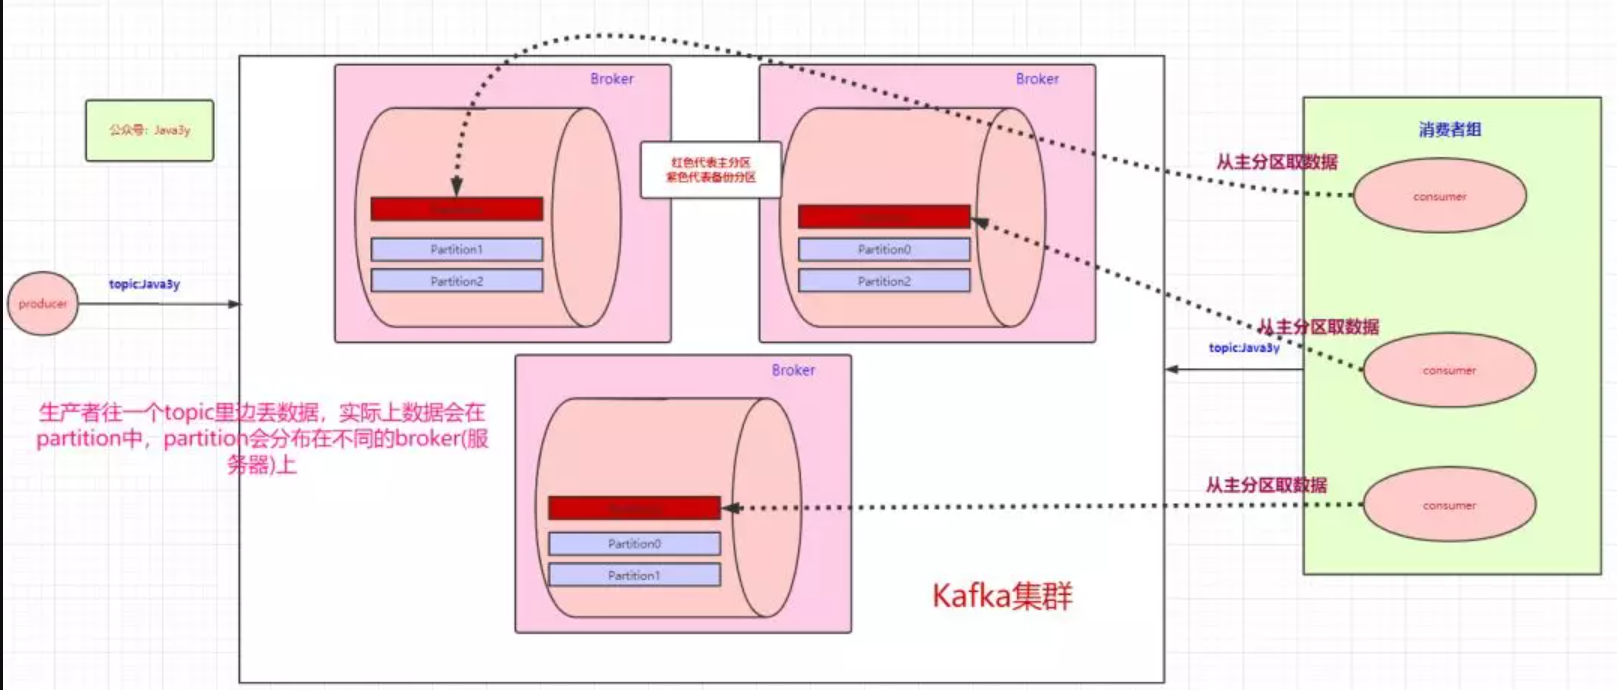 公众号：Java3y
producer
topic:Java3y
生产者往一个topic里边丢数据，实际上数据会在
partition中，partition会分布在不同的broker(服
务器)上
Broker
Partition1
Partition2
红色代表主分区
紫色代表备份分区
Broker
Partition0
Partition2
Broker
Partition0
Partition1
Kafka集群
从主分区取数据
从主分区取数据
topic:Java3y
从主分区取数据
消费者组
consumer
consumer
consumer